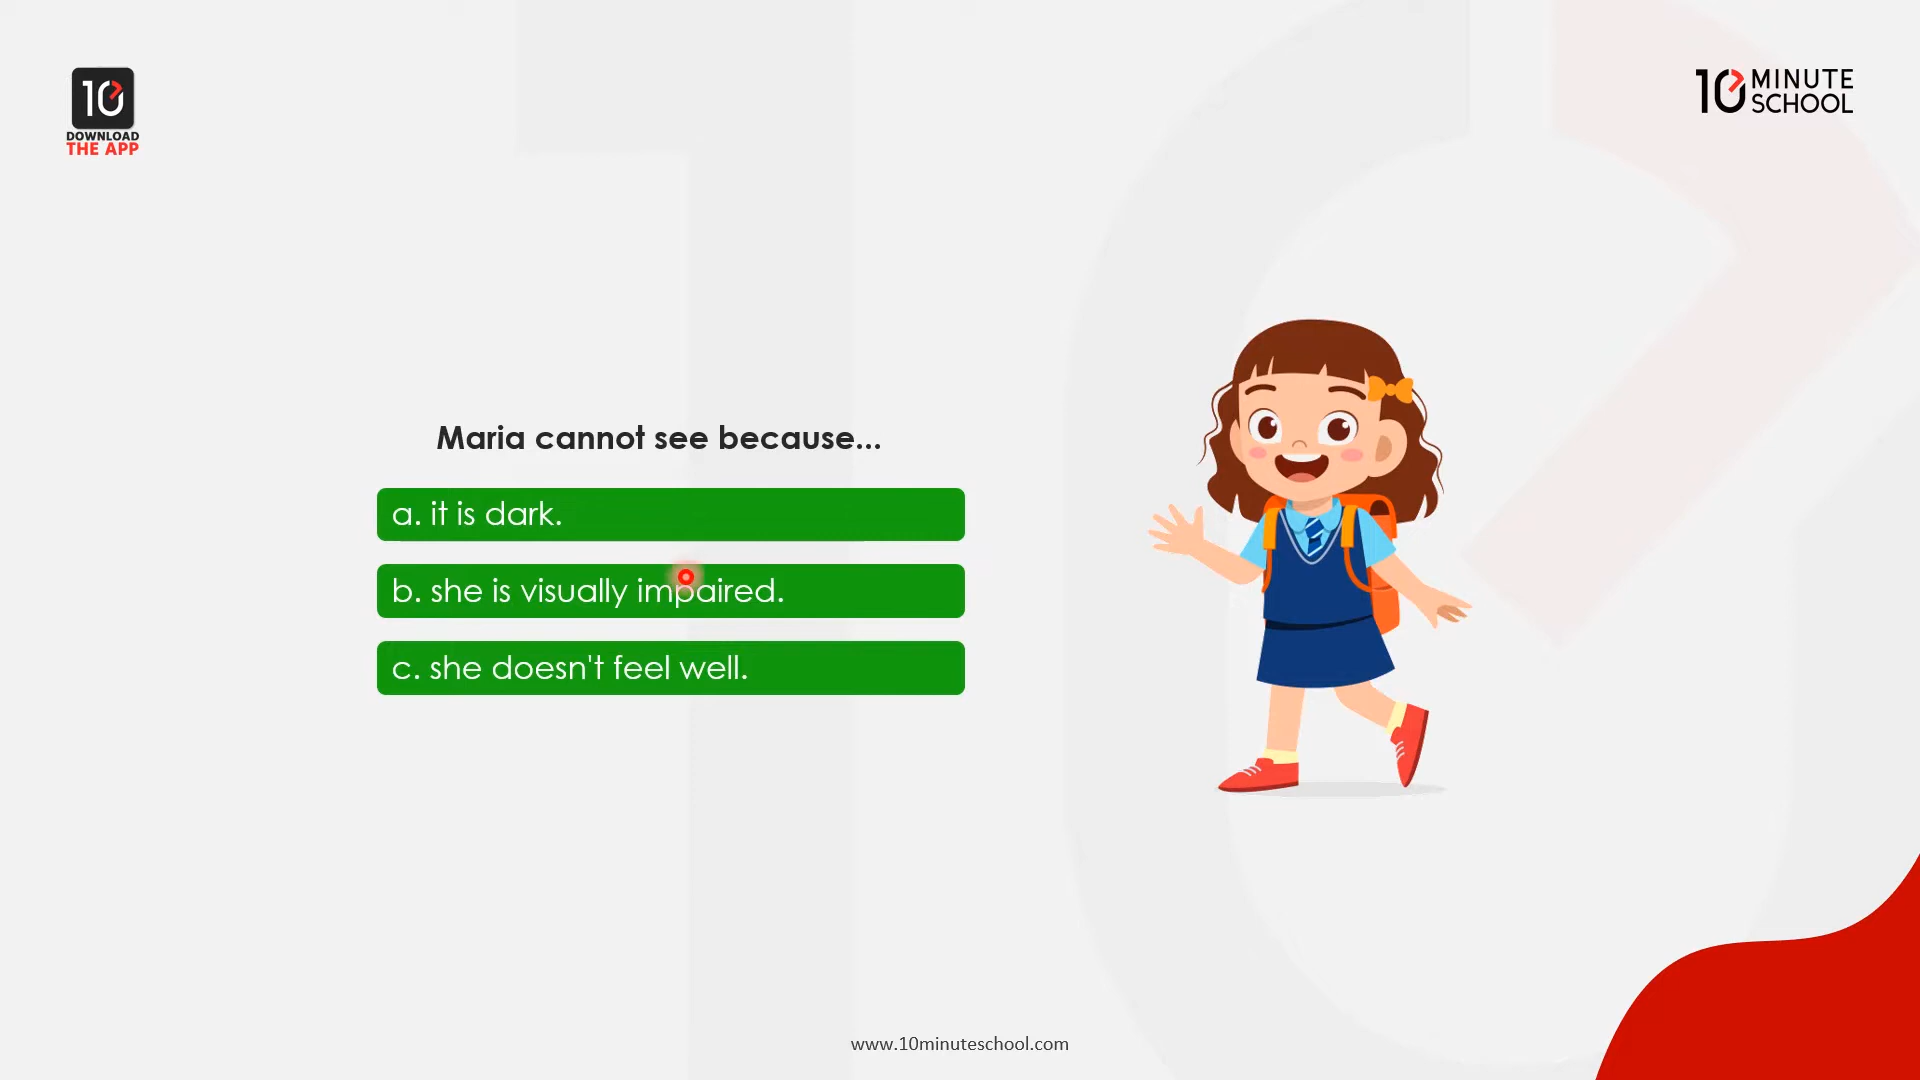 10
DOWNLOAD
THE APP
10 MINUTE
SCHOOL
Maria cannot see because...
a. it is dark.
b. she is visually impaired.
c. she doesn't feel well.
www.10minuteschool.com